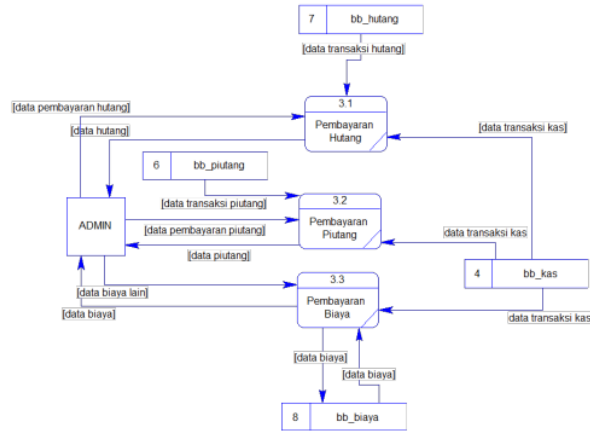 7 bb_hutang
[data transaksi hutang]
3.1
[data pembayaran hutang]
Pembayaran
Hutang
[data hutang]
[data transaksi kas]
6 bb_piutang
3.2
[data transaksi piutang]
Pembayaran
Piutang
ADMIN
[data pembayaran piutang]
data transaksi kas
[data piutang]
3.3
4 bb_kas
[data biaya lain]
Pembayaran
Biaya
[data biaya]
data transaksi kas
[data biaya]
[data biaya]
8 bb_biaya